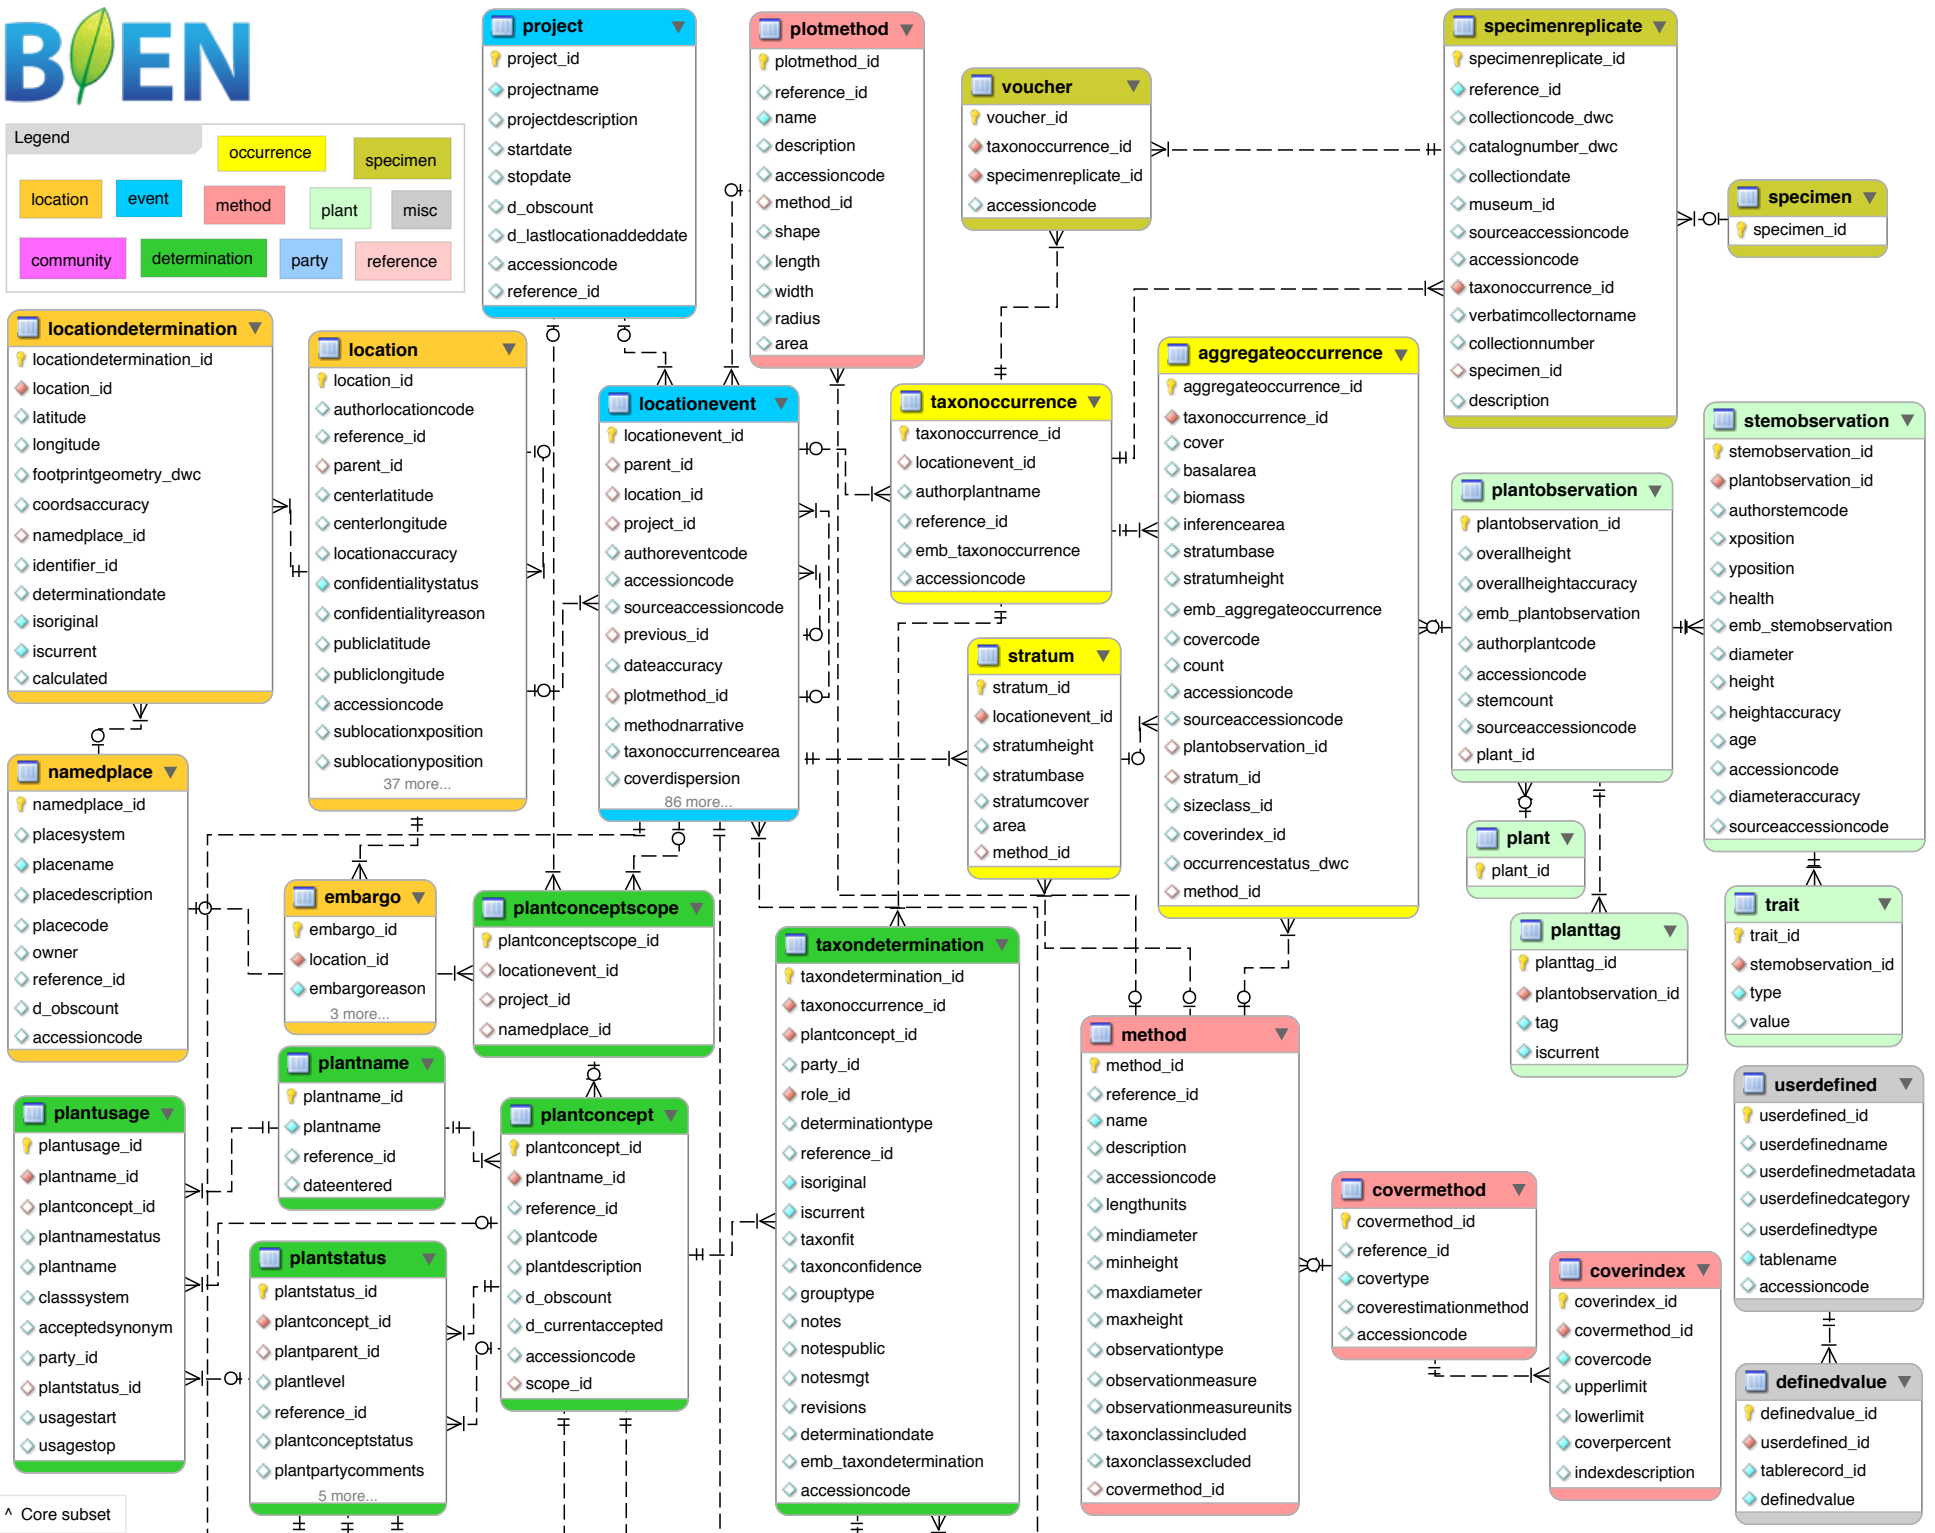 BIEN
Legend
occurrence
specimen
location
event
method
plant
misc
community
determination
party
reference
project
project_id
projectname
projectdescription
startdate
stopdate
d_obscount
d_lastlocationaddeddate
accessioncode
reference_id
plotmethod
plotmethod_id
reference_id
name
description
accessioncode
method_id
shape
length
width
radius
area
voucher
voucher_id
taxonoccurrence_id
specimenreplicate_id
accessioncode
specimenreplicate
specimenreplicate_id
reference_id
collectioncode_dwc
catalognumber_dwc
collectiondate
museum_id
sourceaccessioncode
accessioncode
taxonoccurrence_id
verbatimcollectorname
collectionnumber
specimen_id
description
specimen
specimen_id
locationdetermination
locationdetermination_id
location_id
latitude
longitude
footprintgeometry_dwc
coordsaccuracy
namedplace_id
identifier_id
determinationdate
isoriginal
iscurrent
calculated
location
location_id
authorlocationcode
reference_id
parent_id
centerlatitude
centerlongitude
locationaccuracy
confidentialitystatus
confidentialityreason
publiclatitude
publiclongitude
accessioncode
sublocationxposition
sublocationyposition
37 more...
locationevent
locationevent_id
parent_id
location_id
project_id
authoreventcode
accessioncode
sourceaccessioncode
previous_id
dateaccuracy
plotmethod_id
methodnarrative
taxonoccurrencearea
coverdispersion
86 more...
taxonoccurrence
taxonoccurrence_id
locationevent_id
authorplantname
reference_id
emb_taxonoccurrence
accessioncode
aggregateoccurrence
aggregateoccurrence_id
taxonoccurrence_id
cover
basalarea
biomass
inferencearea
stratumbase
stratumheight
emb_aggregateoccurrence
covercode
count
accessioncode
sourceaccessioncode
plantobservation_id
stratum_id
sizeclass_id
coverindex_id
occurrencestatus_dwc
method_id
stratum
stratum_id
locationevent_id
stratumheight
stratumbase
stratumcover
area
method_id
plantobservation
plantobservation_id
overallheight
overallheightaccuracy
emb_plantobservation
authorplantcode
accessioncode
stemcount
sourceaccessioncode
plant_id
stemobservation
stemobservation_id
plantobservation_id
authorstemcode
xposition
yposition
health
emb_stemobservation
diameter
height
heightaccuracy
age
accessioncode
diameteraccuracy
sourceaccessioncode
plant
plant_id
planttag
planttag_id
plantobservation_id
tag
iscurrent
trait
trait_id
stemobservation_id
type
value
namedplace
namedplace_id
placesystem
placename
placedescription
placecode
owner
reference_id
d_obscount
accessioncode
embargo
embargo_id
location_id
embargoreason
3 more...
plantconceptscope
plantconceptscope_id
locationevent_id
project_id
namedplace_id
taxondetermination
taxondetermination_id
taxonoccurrence_id
plantconcept_id
party_id
role_id
determinationtype
reference_id
isoriginal
iscurrent
taxonfit
taxonconfidence
grouptype
notes
notespublic
notesmgt
revisions
determinationdate
emb_taxondetermination
accessioncode
method
method_id
reference_id
name
description
accessioncode
lengthunits
mindiameter
minheight
maxdiameter
maxheight
observationtype
observationmeasure
observationmeasureunits
taxonclassincluded
taxonclassexcluded
covermethod_id
plantname
plantname_id
plantname
reference_id
dateentered
plantusage
plantusage_id
plantname_id
plantconcept_id
plantnamestatus
plantname
classsystem
acceptedsynonym
party_id
plantstatus_id
usagestart
usagestop
plantconcept
plantconcept_id
plantname_id
reference_id
plantcode
plantdescription
d_obscount
d_currentaccepted
accessioncode
scope_id
plantstatus
plantstatus_id
plantconcept_id
plantparent_id
plantlevel
reference_id
plantconceptstatus
plantpartycomments
5 more...
covermethod
covermethod_id
reference_id
covertype
coverestimationmethod
accessioncode
coverindex
coverindex_id
covermethod_id
covercode
upperlimit
lowerlimit
coverpercent
indexdescription
userdefined
userdefined_id
userdefinedname
userdefinedmetadata
userdefinedcategory
userdefinedtype
tablename
accessioncode
definedvalue
definedvalue_id
userdefined_id
tablerecord_id
definedvalue
^ Core subset